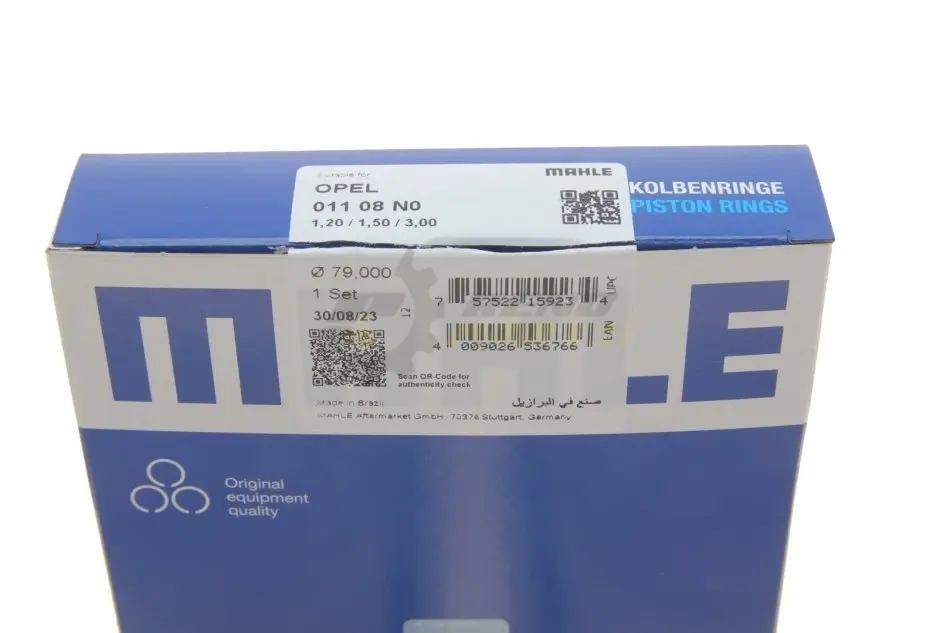 Suitable for
OPEL
MAHLE
011 08 N0
1,20 / 1,50 / 3,00
KOLBENRINGE
PISTON RINGS
Ø 79,000
1 Set
30/08/23
12
7 57522 15923 4
UPC
4 009026 536766
EAN
Scan QR-Code for
authenticity check
Made in Brazil
صنع في البرازيل
MAHLE Aftermarket GmbH, 70376 Stuttgart, Germany
Original
equipment
quality